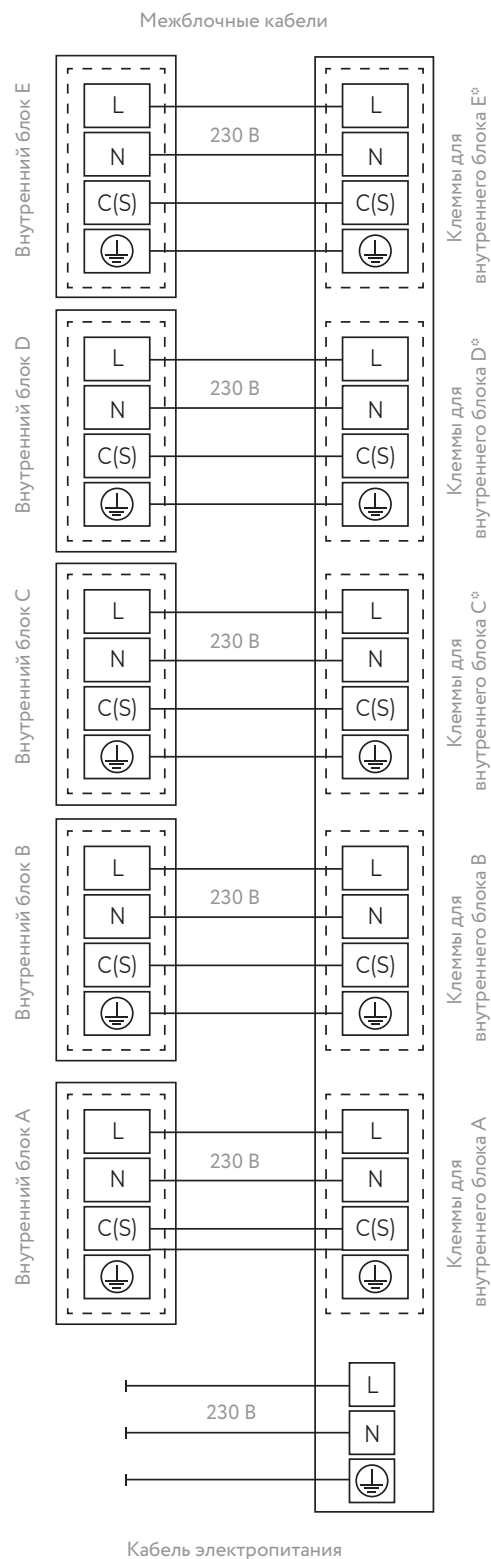 Межблочные кабели
Внутренний блок E
L
N
C(S)
230 В
L
N
C(S)
Клеммы для
внутреннего блока E*
Внутренний блок D
L
N
C(S)
230 В
L
N
C(S)
Клеммы для
внутреннего блока D*
Внутренний блок C
L
N
C(S)
230 В
L
N
C(S)
Клеммы для
внутреннего блока C*
Внутренний блок B
L
N
C(S)
230 В
L
N
C(S)
Клеммы для
внутреннего блока B
Внутренний блок A
L
N
C(S)
230 В
L
N
C(S)
Клеммы для
внутреннего блока A
230 В
L
N
Кабель электропитания